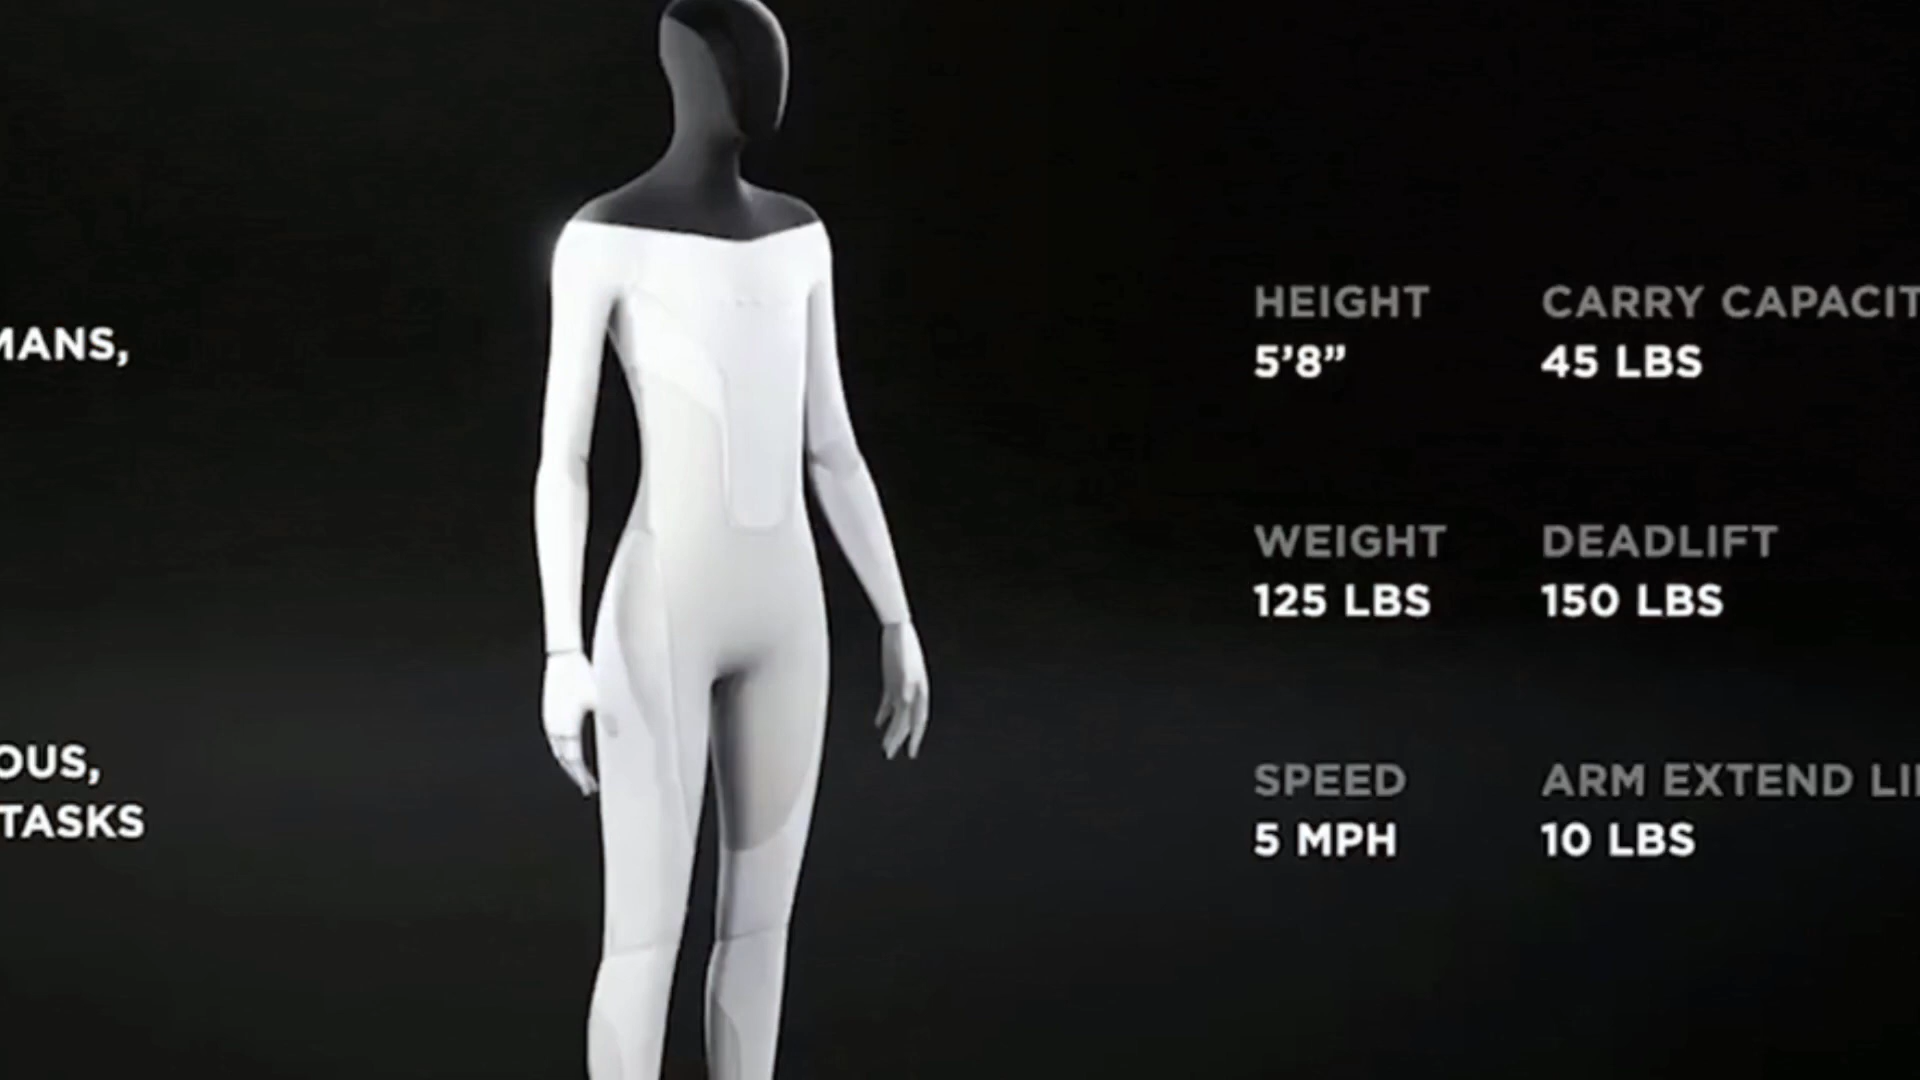 MANS,
OUS,
TASKS
HEIGHT
5’8”
CARRY CAPACIT
45 LBS
WEIGHT
125 LBS
DEADLIFT
150 LBS
SPEED
5 MPH
ARM EXTEND LI
10 LBS